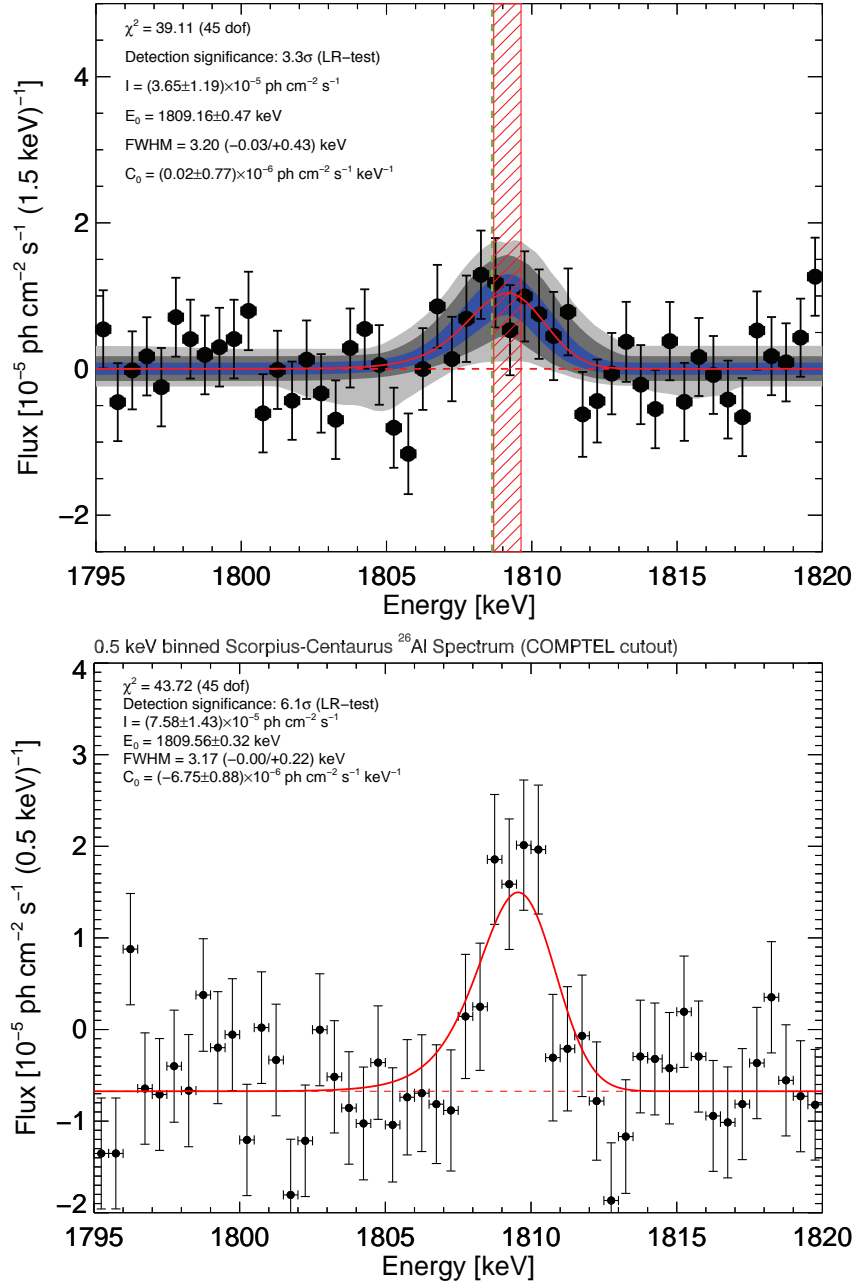 χ² = 39.11 (45 dof)
Detection significance: 3.3σ (LR−test)
I = (3.65±1.19)×10⁻⁵ ph cm⁻² s⁻¹
E₀ = 1809.16±0.47 keV
FWHM = 3.20 (−0.03/+0.43) keV
C₀ = (0.02±0.77)×10⁻⁶ ph cm⁻² s⁻¹ keV⁻¹
Flux [10⁻⁵ ph cm⁻² s⁻¹ (1.5 keV)⁻¹]
4
2
0
−2
1795 1800 1805 1810 1815 1820
Energy [keV]
0.5 keV binned Scorpius-Centaurus ²⁶Al Spectrum (COMPTEL cutout)
χ² = 43.72 (45 dof)
Detection significance: 6.1σ (LR−test)
I = (7.58±1.43)×10⁻⁵ ph cm⁻² s⁻¹
E₀ = 1809.56±0.32 keV
FWHM = 3.17 (−0.00/+0.22) keV
C₀ = (−6.75±0.88)×10⁻⁶ ph cm⁻² s⁻¹ keV⁻¹
Flux [10⁻⁵ ph cm⁻² s⁻¹ (0.5 keV)⁻¹]
4
3
2
1
0
−1
−2
1795 1800 1805 1810 1815 1820
Energy [keV]